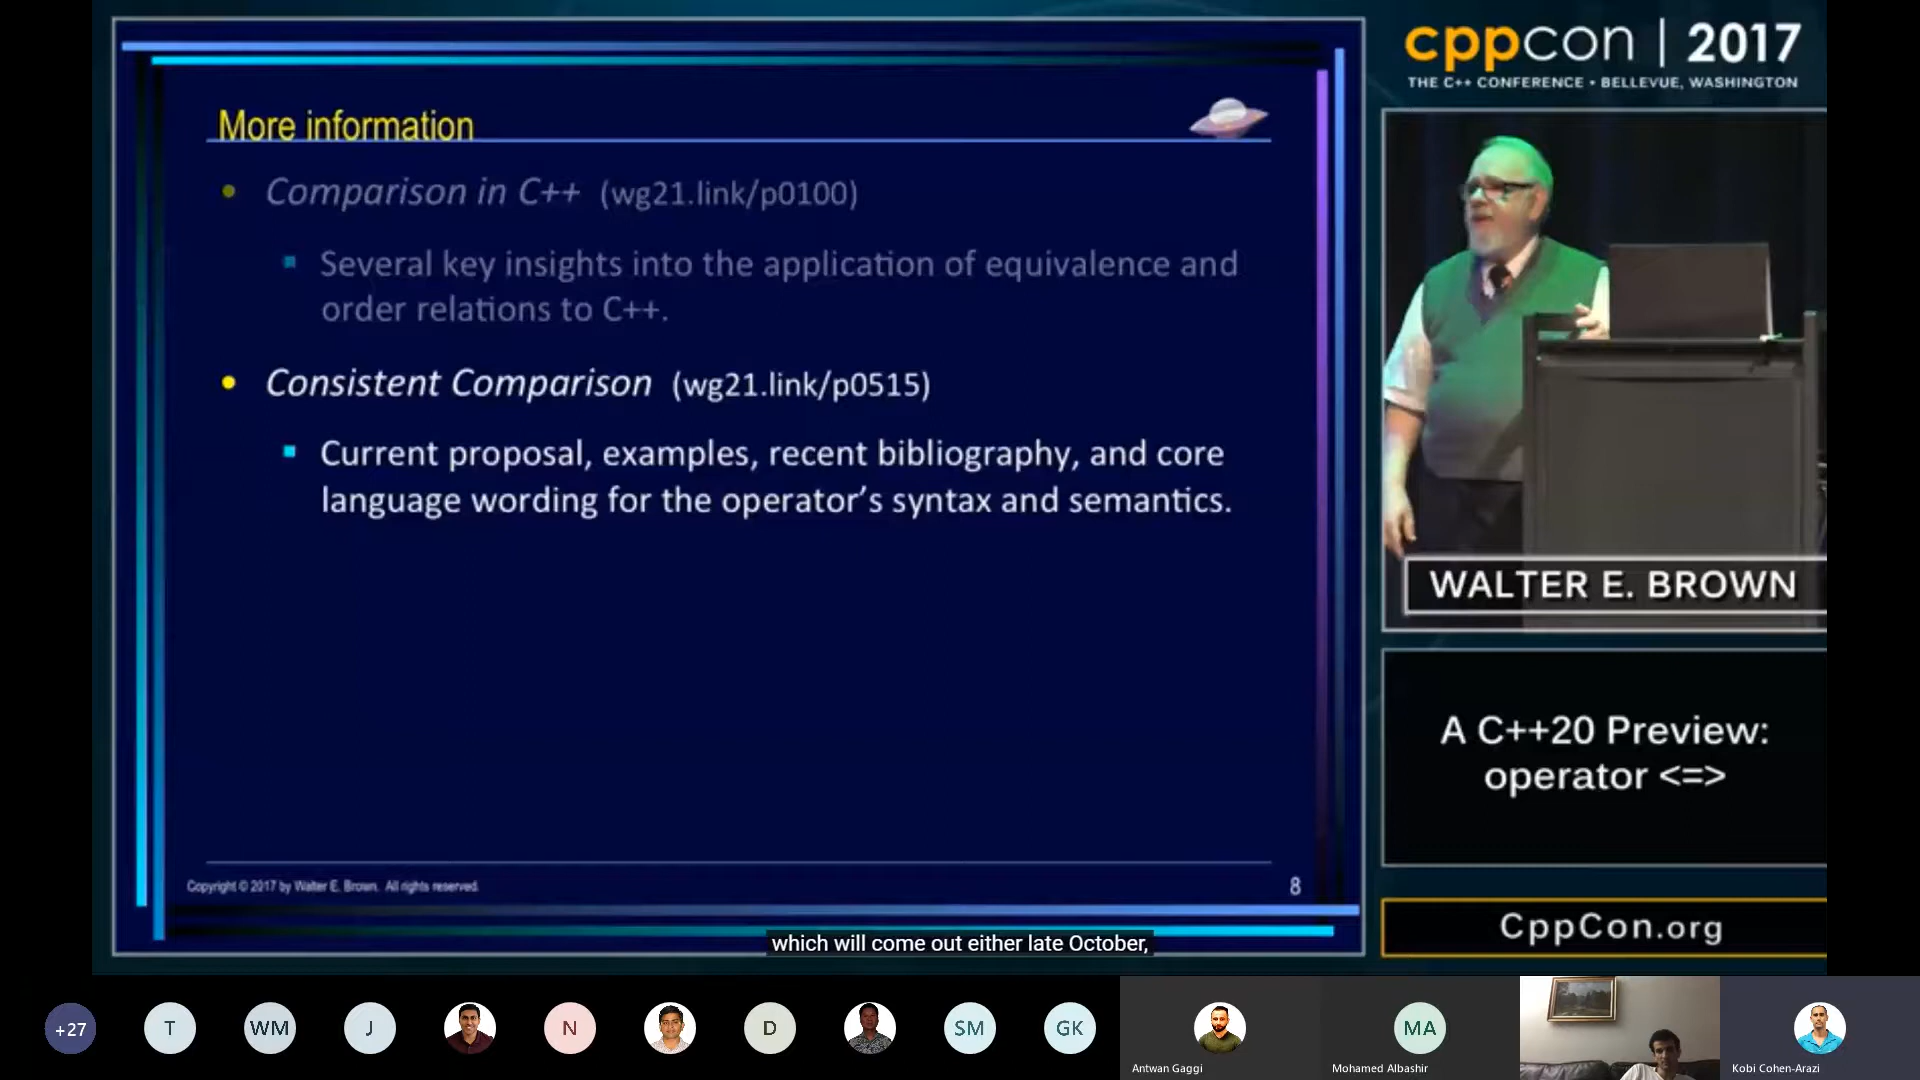 cppcon | 2017
THE C++ CONFERENCE • BELLEVUE, WASHINGTON
More information
• Comparison in C++ (wg21.link/p0100)
▪ Several key insights into the application of equivalence and
order relations to C++.
• Consistent Comparison (wg21.link/p0515)
▪ Current proposal, examples, recent bibliography, and core
language wording for the operator's syntax and semantics.
Copyright © 2017 by Walter E. Brown. All rights reserved.
8
WALTER E. BROWN
A C++20 Preview:
operator <=>
CppCon.org
which will come out either late October,
+27
T
WM
J
N
D
SM
GK
Antwan Gaggi
MA
Mohamed Albashir
Kobi Cohen-Arazi